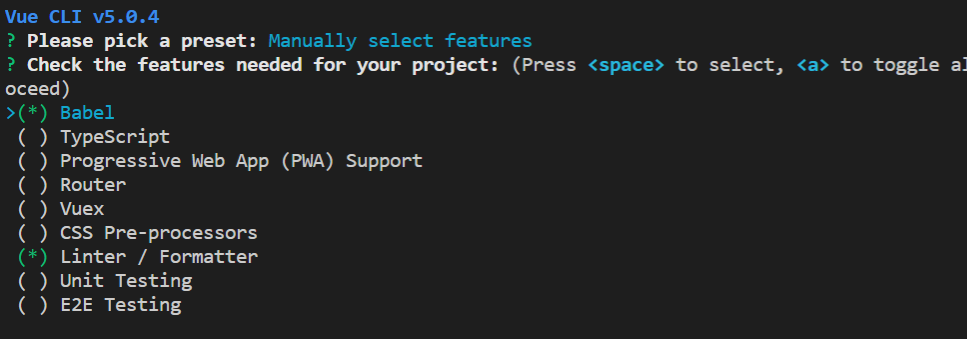 Vue CLI v5.0.4
? Please pick a preset: Manually select features
? Check the features needed for your project: (Press <space> to select, <a> to toggle al
oceed)
>(*) Babel
( ) TypeScript
( ) Progressive Web App (PWA) Support
( ) Router
( ) Vuex
( ) CSS Pre-processors
(*) Linter / Formatter
( ) Unit Testing
( ) E2E Testing